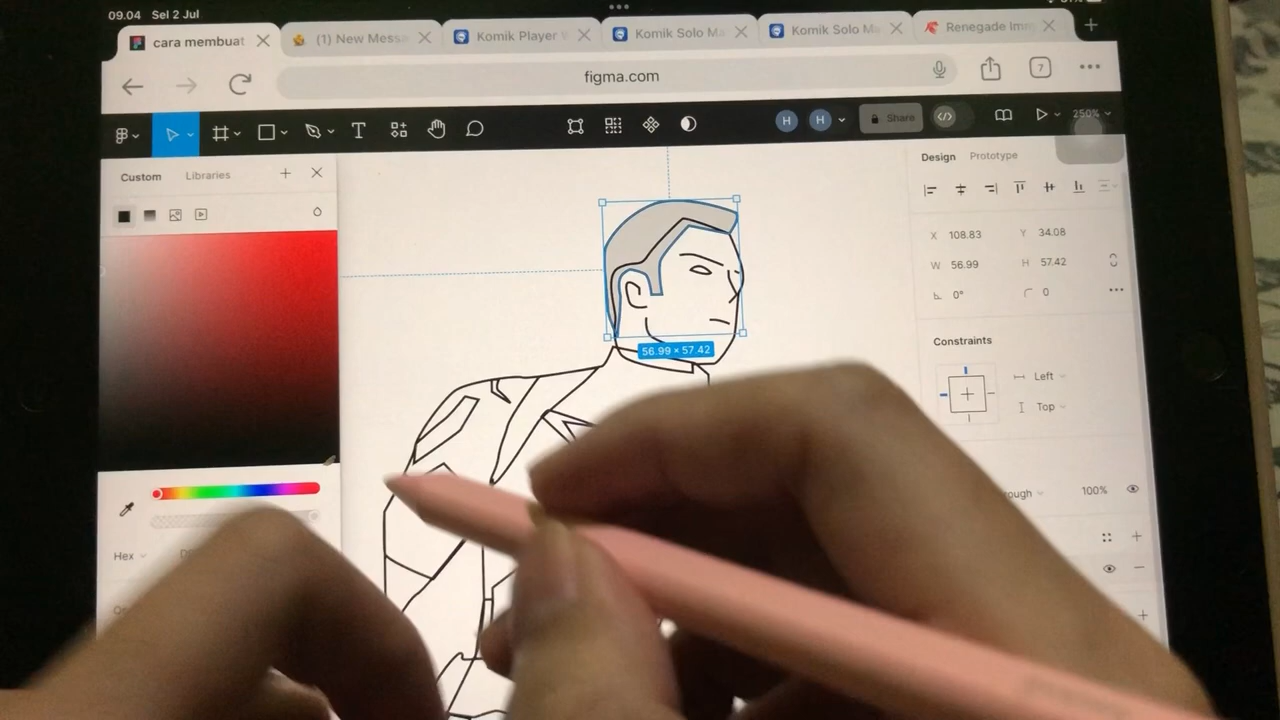 09.04 Sel 2 Jul
cara membuat
(1) New Messa
Komik Player
Komik Solo Ma
Komik Solo Ma
Renegade Imm
figma.com
7
T
H
H
Share
250%
Custom
Libraries
Design
Prototype
X 108.83
Y 34.08
W 56.99
H 57.42
0°
0
Constraints
56.99 × 57.42
Left
Top
ough
100%
Hex